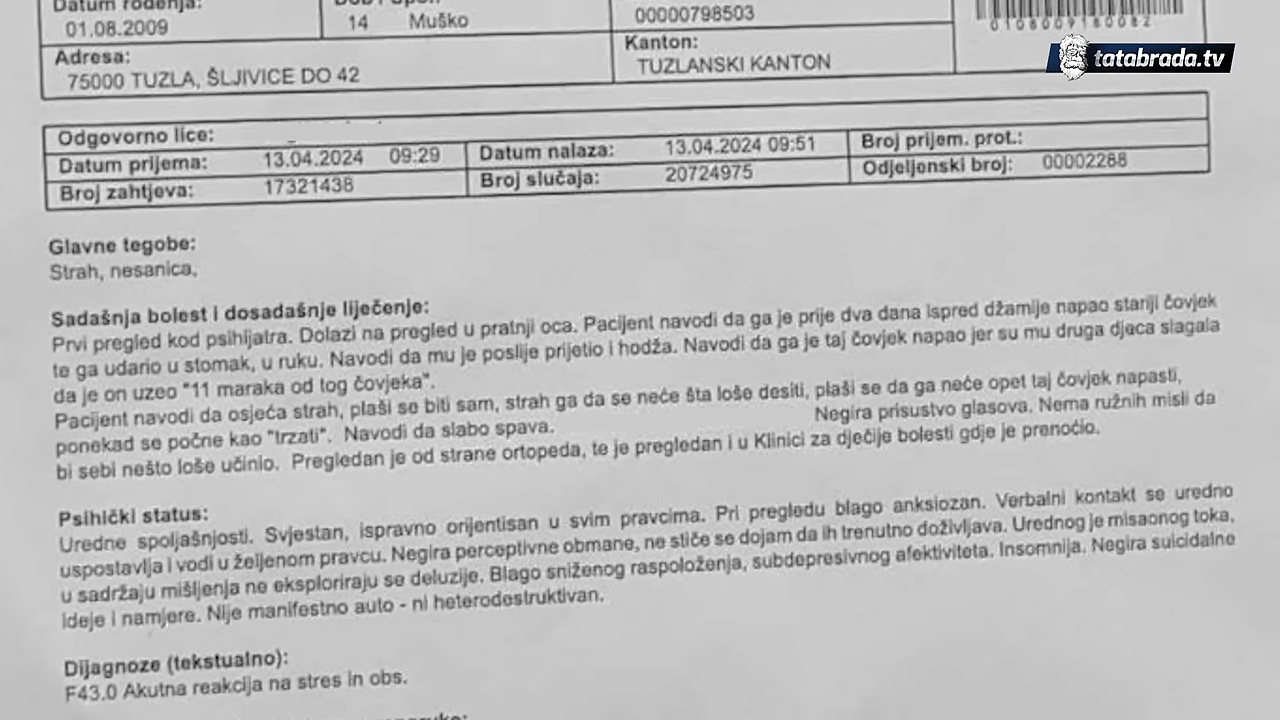 Datum rođenja:
01.08.2009
14 Muško
00000798503
0108009180082
Adresa:
75000 TUZLA, ŠLJIVICE DO 42
Kanton:
TUZLANSKI KANTON
tatabrada.tv
Odgovorno lice:
Datum prijema: 13.04.2024 09:29
Datum nalaza: 13.04.2024 09:51
Broj prijem. prot.:
Broj zahtjeva: 17321438
Broj slučaja: 20724975
Odjeljenski broj: 00002288
Glavne tegobe:
Strah, nesanica,
Sadašnja bolest i dosadašnje liječenje:
Prvi pregled kod psihijatra. Dolazi na pregled u pratnji oca. Pacijent navodi da ga je prije dva dana ispred džamije napao stariji čovjek
te ga udario u stomak, u ruku. Navodi da mu je poslije prijetio i hodža. Navodi da ga je taj čovjek napao jer su mu druga djeca slagala
da je on uzeo "11 maraka od tog čovjeka".
Pacijent navodi da osjeća strah, plaši se biti sam, strah ga da se neće šta loše desiti, plaši se da ga neće opet taj čovjek napasti,
ponekad se počne kao "trzati". Navodi da slabo spava. Negira prisustvo glasova. Nema ružnih misli da
bi sebi nešto loše učinio. Pregledan je od strane ortopeda, te je pregledan i u Klinici za dječije bolesti gdje je prenoćio.
Psihički status:
Uredne spoljašnjosti. Svjestan, ispravno orijentisan u svim pravcima. Pri pregledu blago anksiozan. Verbalni kontakt se uredno
uspostavlja i vodi u željenom pravcu. Negira perceptivne obmane, ne stiče se dojam da ih trenutno doživljava. Urednog je misaonog toka,
u sadržaju mišljenja ne eksploriraju se deluzije. Blago sniženog raspoloženja, subdepresivnog afektiviteta. Insomnija. Negira suicidalne
ideje i namjere. Nije manifestno auto - ni heterodestruktivan.
Dijagnoze (tekstualno):
F43.0 Akutna reakcija na stres in obs.